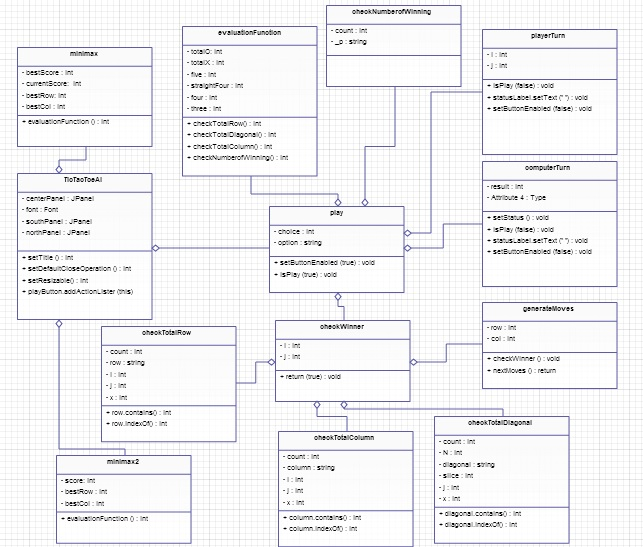 checkNumberofWinning
- count : int
- _p : string
evaluationFunction
- totalO: int
- totalX : int
- five : int
- straightFour : int
- four : int
- three : int
+ checkTotalRow() : int
+ checkTotalDiagonal() : int
+ checkTotalColumn() : int
+ checkNumberofWinning() : int
playerTurn
- i : int
- j : int
+ isPlay (false) : void
+ statusLabel.setText (" ") : void
+ setButtonEnabled (false) : void
minimax
- bestScore : int
- currentScore: int
- bestRow: int
- bestCol : int
+ evaluationFunction () : int
computerTurn
- result : int
- Attribute 4 : Type
+ setStatus () : void
+ isPlay (false) : void
+ statusLabel.setText (" ") : void
+ setButtonEnabled (false) : void
TicTacToeAI
- centerPanel : JPanel
- font : Font
- southPanel : JPanel
- northPanel : JPanel
+ setTitle () : int
+ setDefaultCloseOperation () : int
+ setResizable() : int
+ playButton.addActionLister (this)
play
- choice : int
- option : string
+ setButtonEnabled (true) : void
+ isPlay (true) : void
generateMoves
- row : int
- col : int
+ checkWinner () : void
+ nextMoves () : return
checkWinner
- i : int
- j : int
+ return (true) : void
checkTotalRow
- count : int
- row : string
- i : int
- j : int
- x : int
+ row.contains() : int
+ row.indexOf() : int
checkTotalColumn
- count : int
- column : string
- i : int
- j : int
- x : int
+ column.contains() : int
+ column.indexOf() : int
checkTotalDiagonal
- count : int
- N : int
- diagonal : string
- slice : int
- j : int
- x : int
+ diagonal.contains() : int
+ diagonal.indexOf() : int
minimax2
- score: int
- bestRow : int
- bestCol : int
+ evaluationFunction () : int